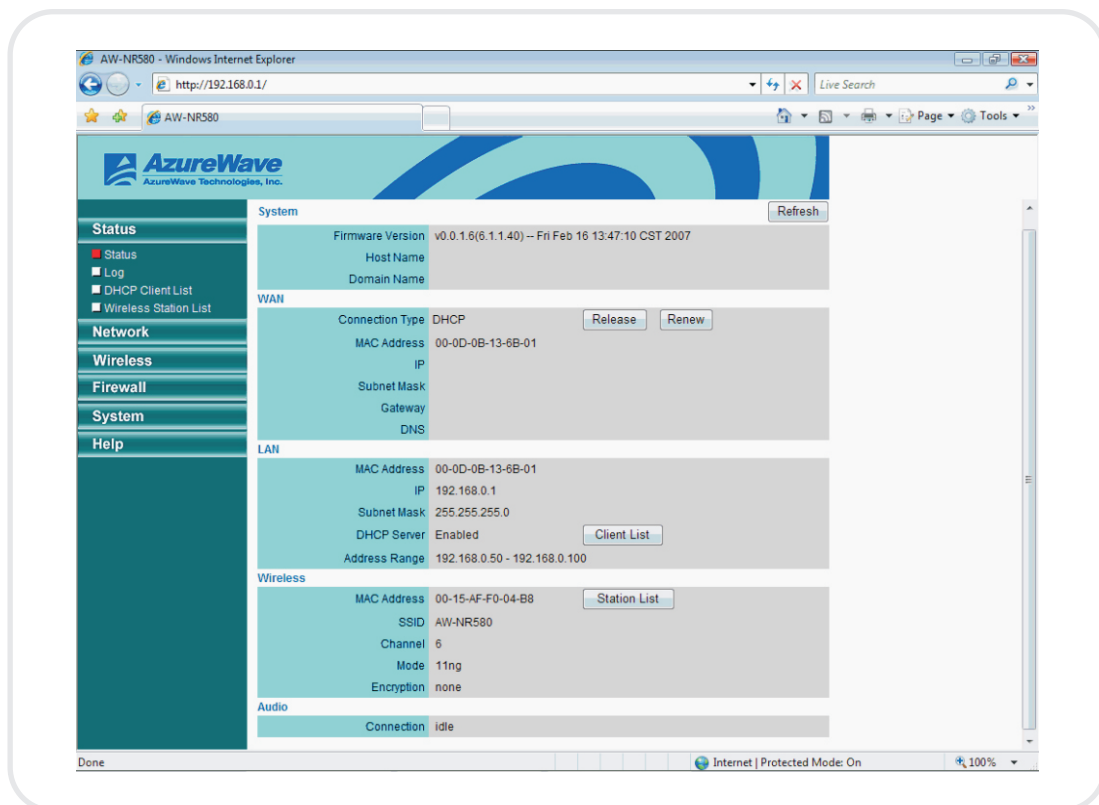 AW-NR580 - Windows Internet Explorer
http://192.168.0.1/
Live Search
AW-NR580
Page
Tools
AzureWave
AzureWave Technologies, Inc.
Status
Status
Log
DHCP Client List
Wireless Station List
Network
Wireless
Firewall
System
Help
System
Refresh
Firmware Version v0.0.1.6(6.1.1.40) -- Fri Feb 16 13:47:10 CST 2007
Host Name
Domain Name
WAN
Connection Type DHCP Release Renew
MAC Address 00-0D-0B-13-6B-01
IP
Subnet Mask
Gateway
DNS
LAN
MAC Address 00-0D-0B-13-6B-01
IP 192.168.0.1
Subnet Mask 255.255.255.0
DHCP Server Enabled Client List
Address Range 192.168.0.50 - 192.168.0.100
Wireless
MAC Address 00-15-AF-F0-04-B8 Station List
SSID AW-NR580
Channel 6
Mode 11ng
Encryption none
Audio
Connection idle
Done
Internet | Protected Mode: On
100%